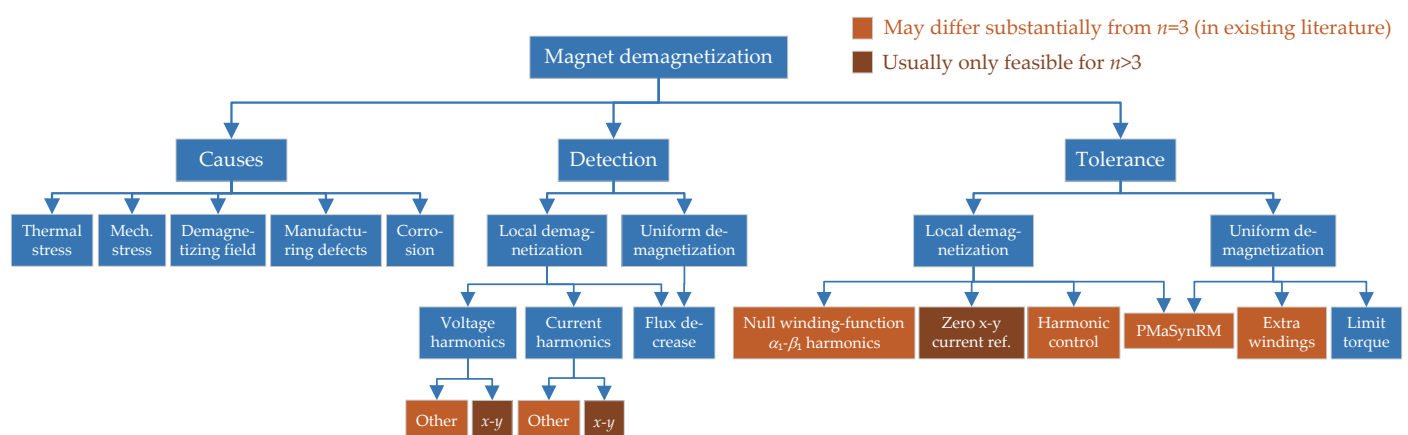 May differ substantially from n=3 (in existing literature)
Usually only feasible for n>3
Magnet demagnetization
Causes
Detection
Tolerance
Thermal
stress
Mech.
stress
Demagne-
tizing field
Manufactu-
ring defects
Corro-
sion
Local demag-
netization
Uniform de-
magnetization
Local demag-
netization
Uniform de-
magnetization
Voltage
harmonics
Current
harmonics
Flux de-
crease
Null winding-function
α₁-β₁ harmonics
Zero x-y
current ref.
Harmonic
control
PMaSynRM
Extra
windings
Limit
torque
Other
x-y
Other
x-y